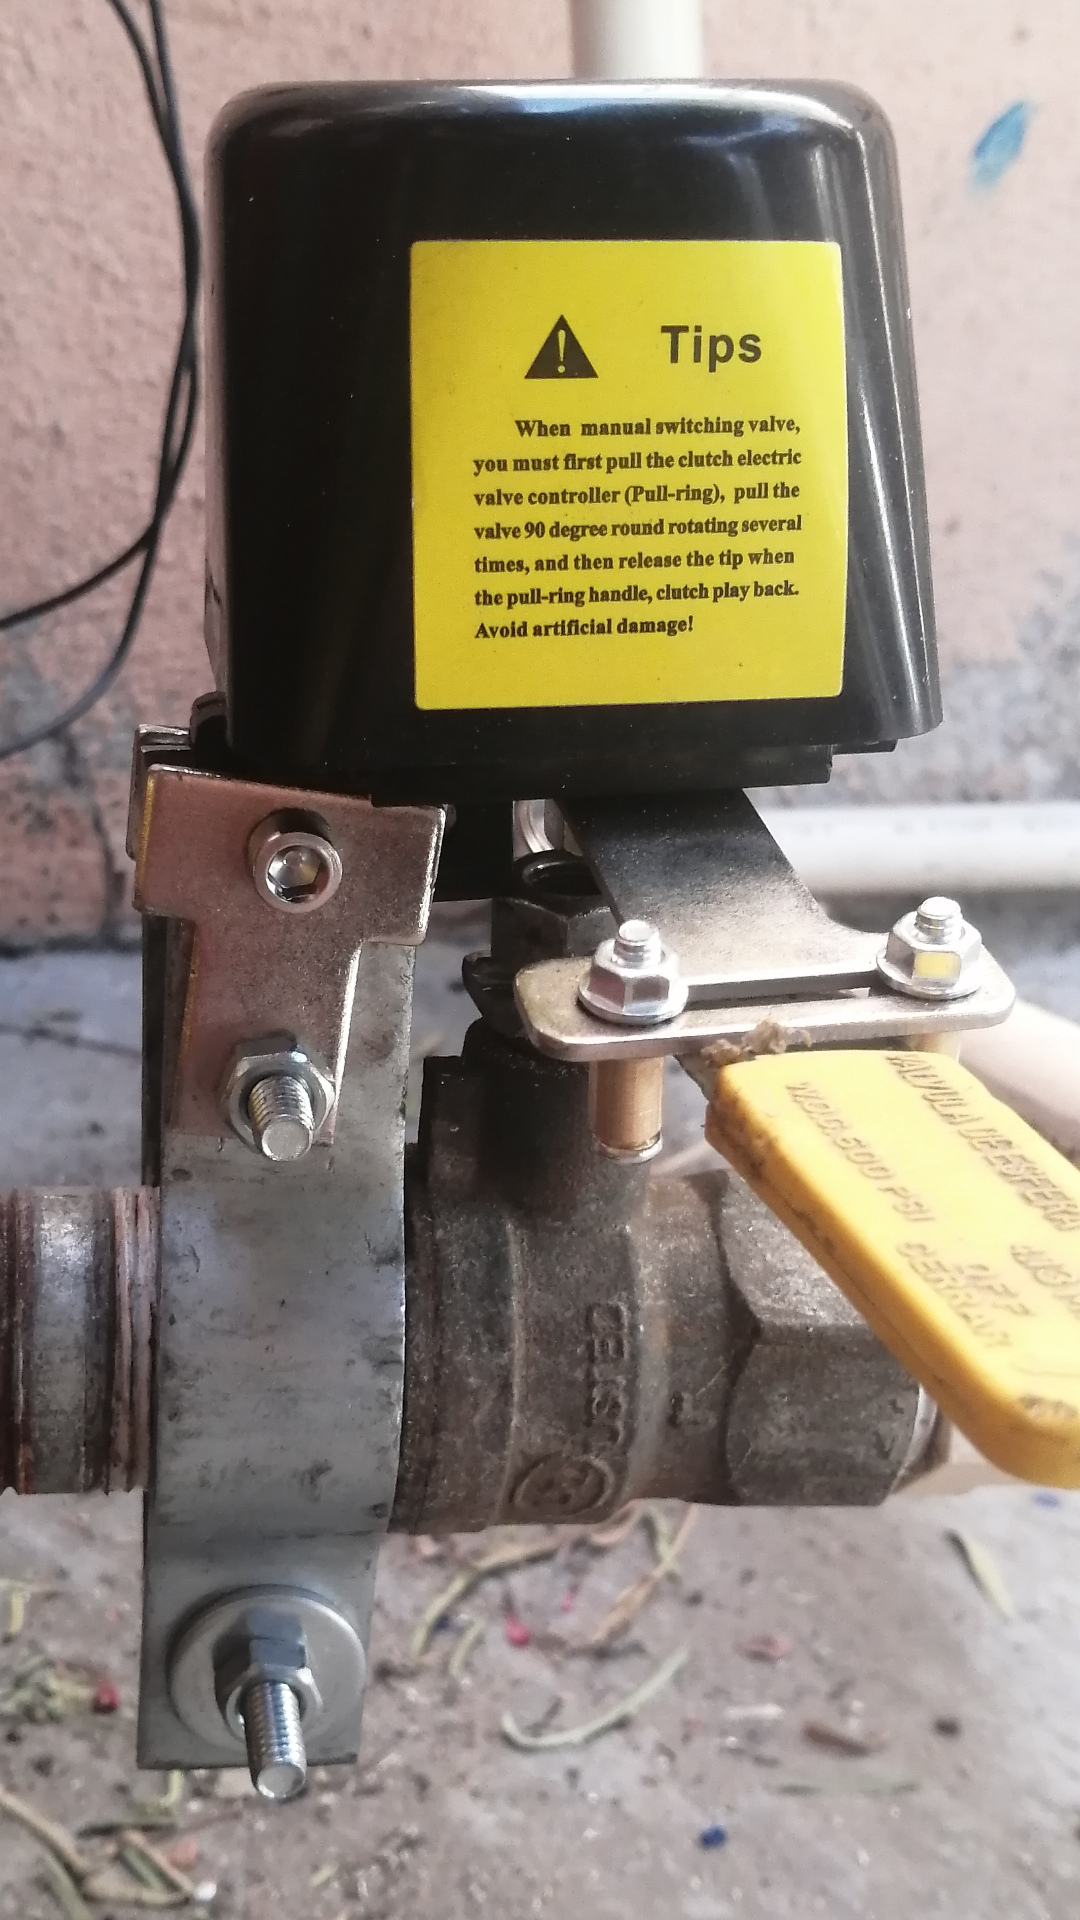 Tips
When manual switching valve,
you must first pull the clutch electric
valve controller (Pull-ring), pull the
valve 90 degree round rotating several
times, and then release the tip when
the pull-ring handle, clutch play back.
Avoid artificial damage!
VALVULA DE ESFERA
WOG 500 PSI
CERRAR